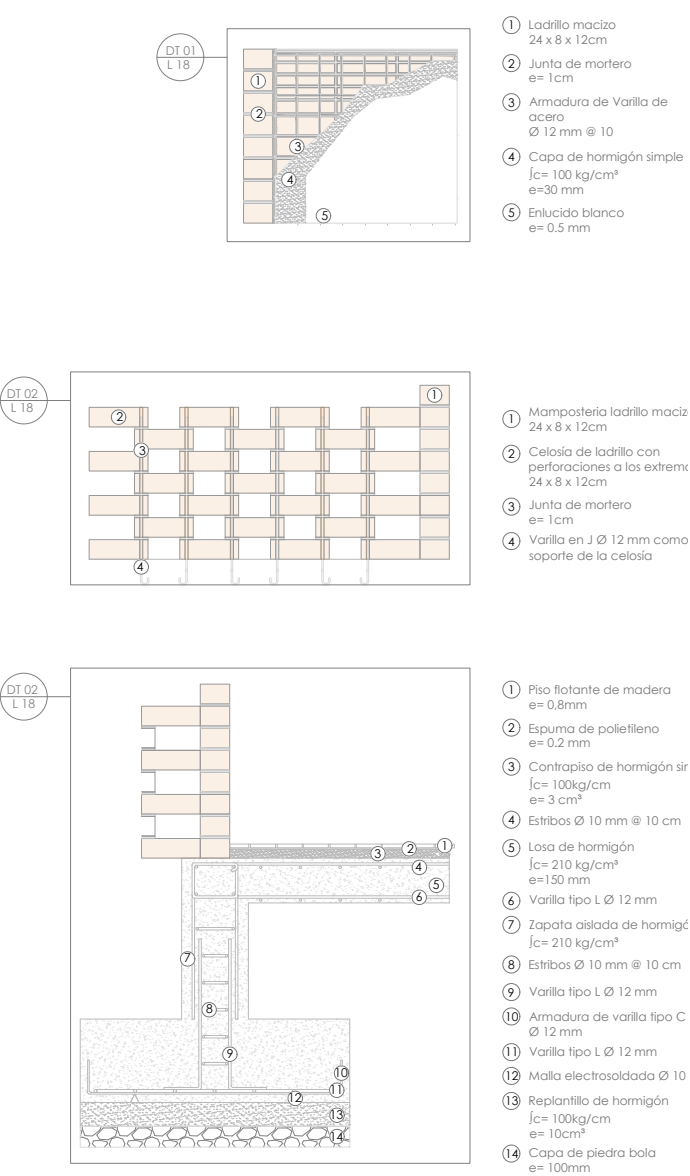 DT 01
L 18
1
2
3
4
5
1 Ladrillo macizo
24 x 8 x 12cm
2 Junta de mortero
e= 1cm
3 Armadura de Varilla de
acero
Ø 12 mm @ 10
4 Capa de hormigón simple
∫c= 100 kg/cm³
e=30 mm
5 Enlucido blanco
e= 0.5 mm
DT 02
L 18
1
2
3
4
1 Mamposteria ladrillo macizo
24 x 8 x 12cm
2 Celosía de ladrillo con
perforaciones a los extremo
24 x 8 x 12cm
3 Junta de mortero
e= 1cm
4 Varilla en J Ø 12 mm como
soporte de la celosía
DT 02
L 18
1
2
3
4
5
6
7
8
9
10
11
12
13
14
1 Piso flotante de madera
e= 0,8mm
2 Espuma de polietileno
e= 0.2 mm
3 Contrapiso de hormigón
∫c= 100kg/cm
e= 3 cm³
4 Estribos Ø 10 mm @ 10 cm
5 Losa de hormigón
∫c= 210 kg/cm³
e=150 mm
6 Varilla tipo L Ø 12 mm
7 Zapata aislada de
∫c= 210 kg/cm³
8 Estribos Ø 10 mm @ 10 cm
9 Varilla tipo L Ø 12 mm
10 Armadura de varilla tipo C
Ø 12 mm
11 Varilla tipo L Ø 12 mm
12 Malla electrosoldada Ø 10
13 Replantillo de hormigón
∫c= 100kg/cm
e= 10cm³
14 Capa de piedra bola
e= 100mm